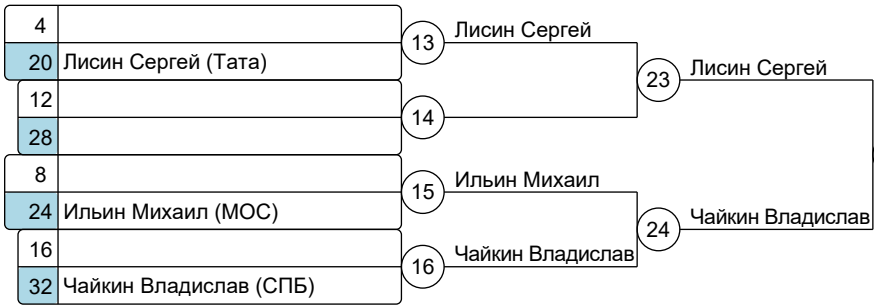 4
13 Лисин Сергей
20 Лисин Сергей (Тата)
23 Лисин Сергей
12
14
28
8
15 Ильин Михаил
24 Ильин Михаил (МОС)
24 Чайкин Владислав
16
16 Чайкин Владислав
32 Чайкин Владислав (СПБ)